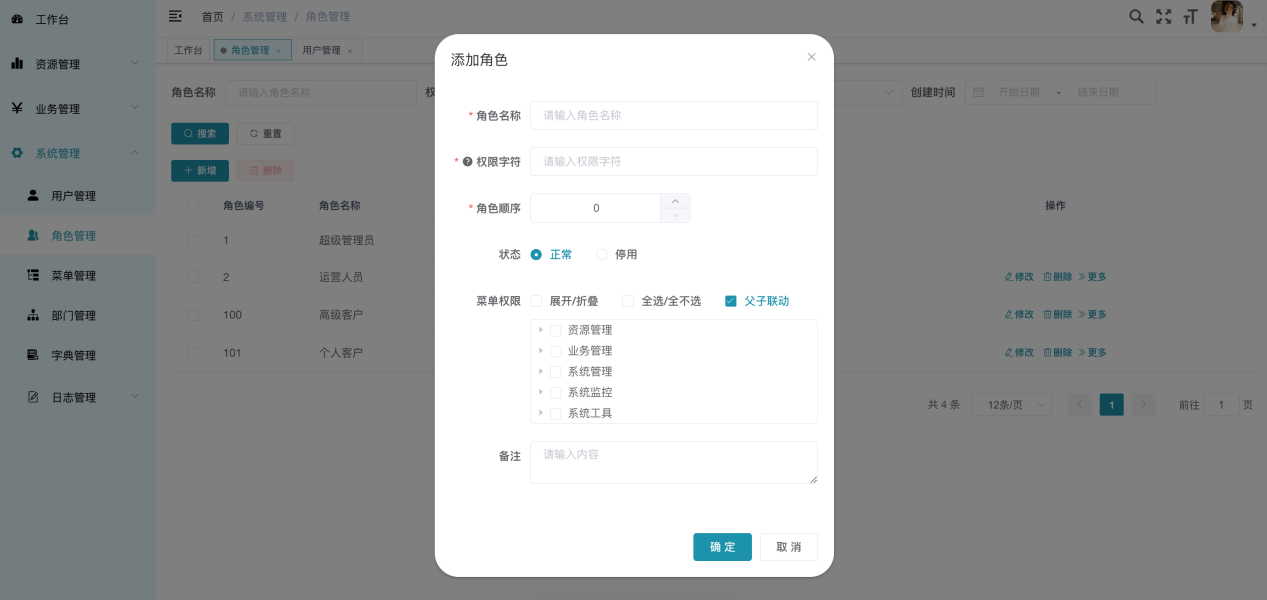 工作台
首页 / 系统管理 / 角色管理
工作台
角色管理 ×
用户管理 ×
资源管理
业务管理
系统管理
用户管理
角色管理
菜单管理
部门管理
字典管理
日志管理
角色名称 请输入角色名称
权
创建时间 开始日期 - 结束日期
搜索 重置
+ 新增 删除
角色编号 角色名称 操作
1 超级管理员
2 运营人员 修改 删除 更多
100 高级客户 修改 删除 更多
101 个人客户 修改 删除 更多
共 4 条 12条/页 1 前往 1 页
添加角色
* 角色名称 请输入角色名称
* 权限字符 请输入权限字符
* 角色顺序 0
状态 正常 停用
菜单权限 展开/折叠 全选/全不选 父子联动
资源管理
业务管理
系统管理
系统监控
系统工具
备注 请输入内容
确 定 取 消